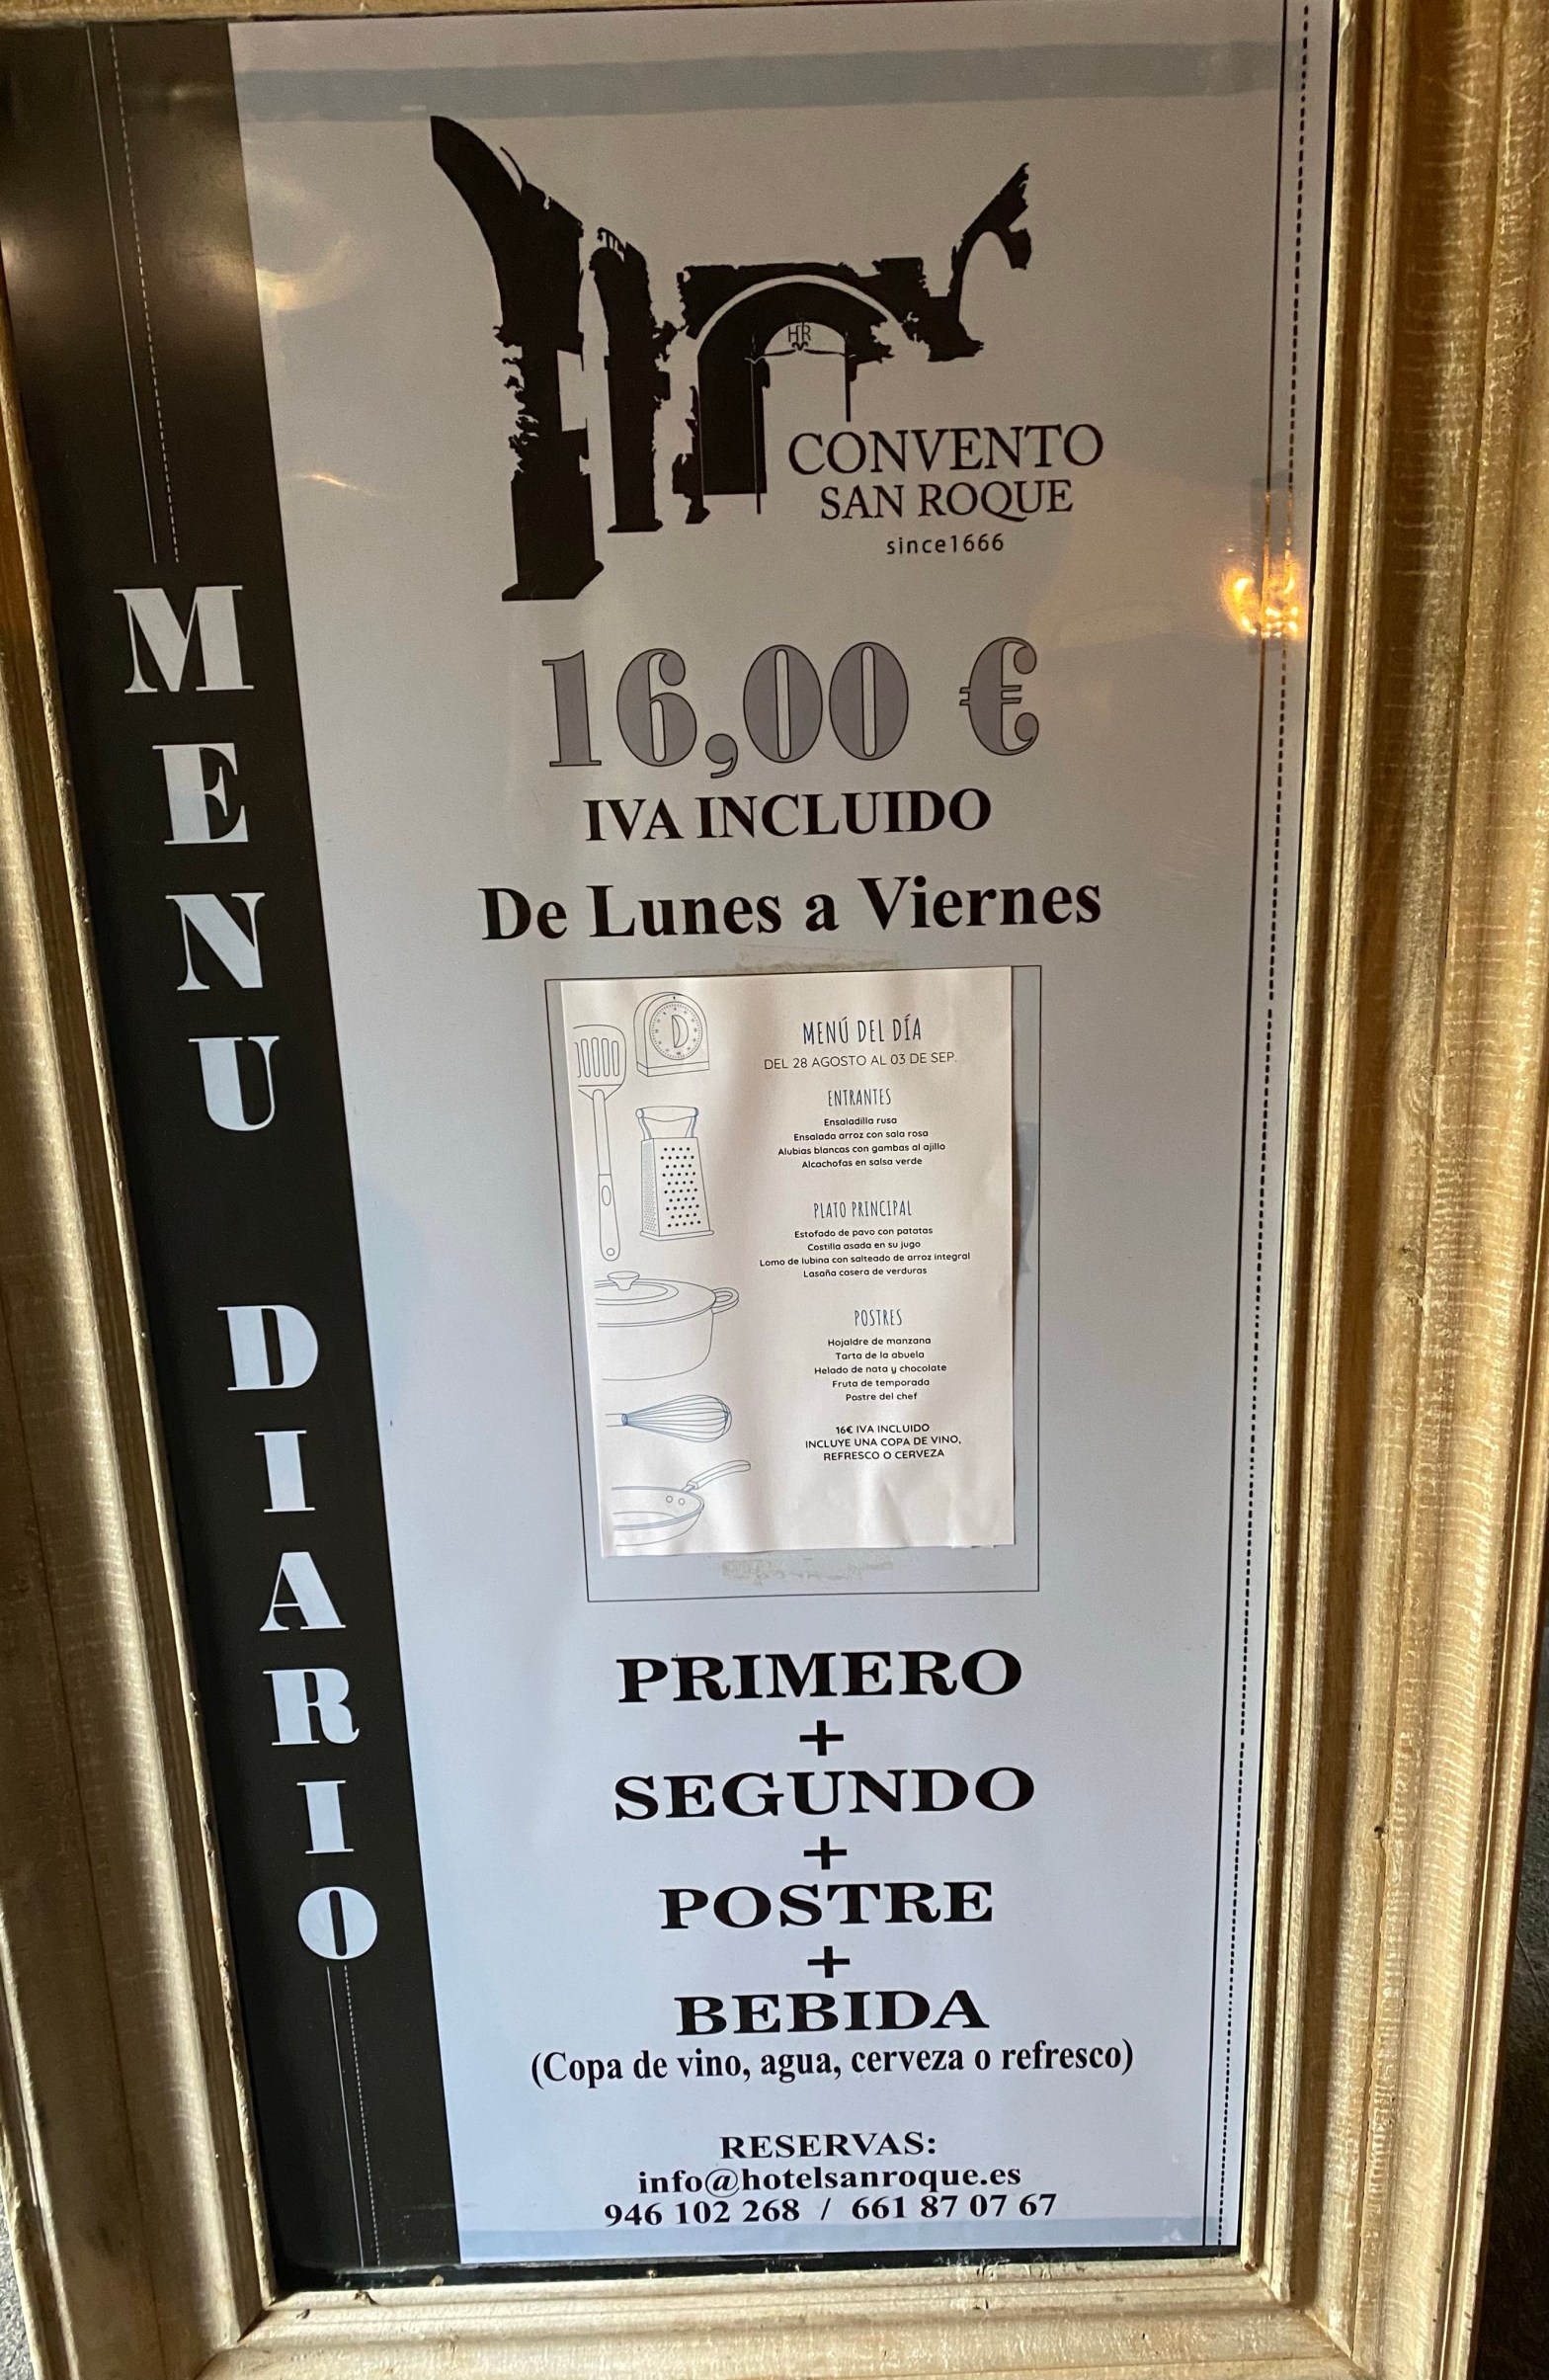 MENU DIARIO
HR
CONVENTO
SAN ROQUE
since1666
16,00 €
IVA INCLUIDO
De Lunes a Viernes
MENÚ DEL DÍA
DEL 28 AGOSTO AL 03 DE SEP.
ENTRANTES
Ensaladilla rusa
Ensalada arroz con sala rosa
Alubias blancas con gambas al ajillo
Alcachofas en salsa verde
PLATO PRINCIPAL
Estofado de pavo con patatas
Costilla asada en su jugo
Lomo de lubina con salteado de arroz integral
Lasaña casera de verduras
POSTRES
Hojaldre de manzana
Tarta de la abuela
Helado de nata y chocolate
Fruta de temporada
Postre del chef
16€ IVA INCLUIDO
INCLUYE UNA COPA DE VINO,
REFRESCO O CERVEZA
PRIMERO
+
SEGUNDO
+
POSTRE
+
BEBIDA
(Copa de vino, agua, cerveza o refresco)
RESERVAS:
info@hotelsanroque.es
946 102 268 / 661 87 07 67